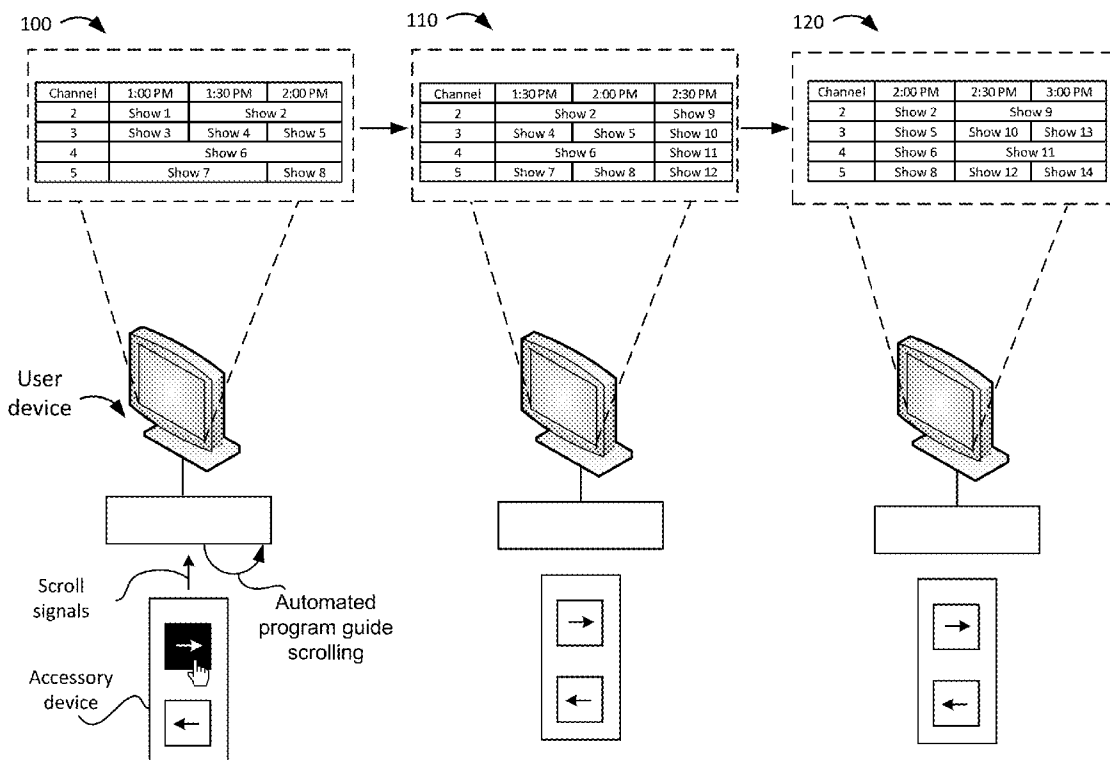 100
110
120
Channel 1:00 PM 1:30 PM 2:00 PM
2 Show 1 Show 2
3 Show 3 Show 4 Show 5
4 Show 6
5 Show 7 Show 8
Channel 1:30 PM 2:00 PM 2:30 PM
2 Show 2 Show 9
3 Show 4 Show 5 Show 10
4 Show 6 Show 11
5 Show 7 Show 8 Show 12
Channel 2:00 PM 2:30 PM 3:00 PM
2 Show 2 Show 9
3 Show 5 Show 10 Show 13
4 Show 6 Show 11
5 Show 8 Show 12 Show 14
User
device
Scroll
signals
Automated
program guide
scrolling
Accessory
device